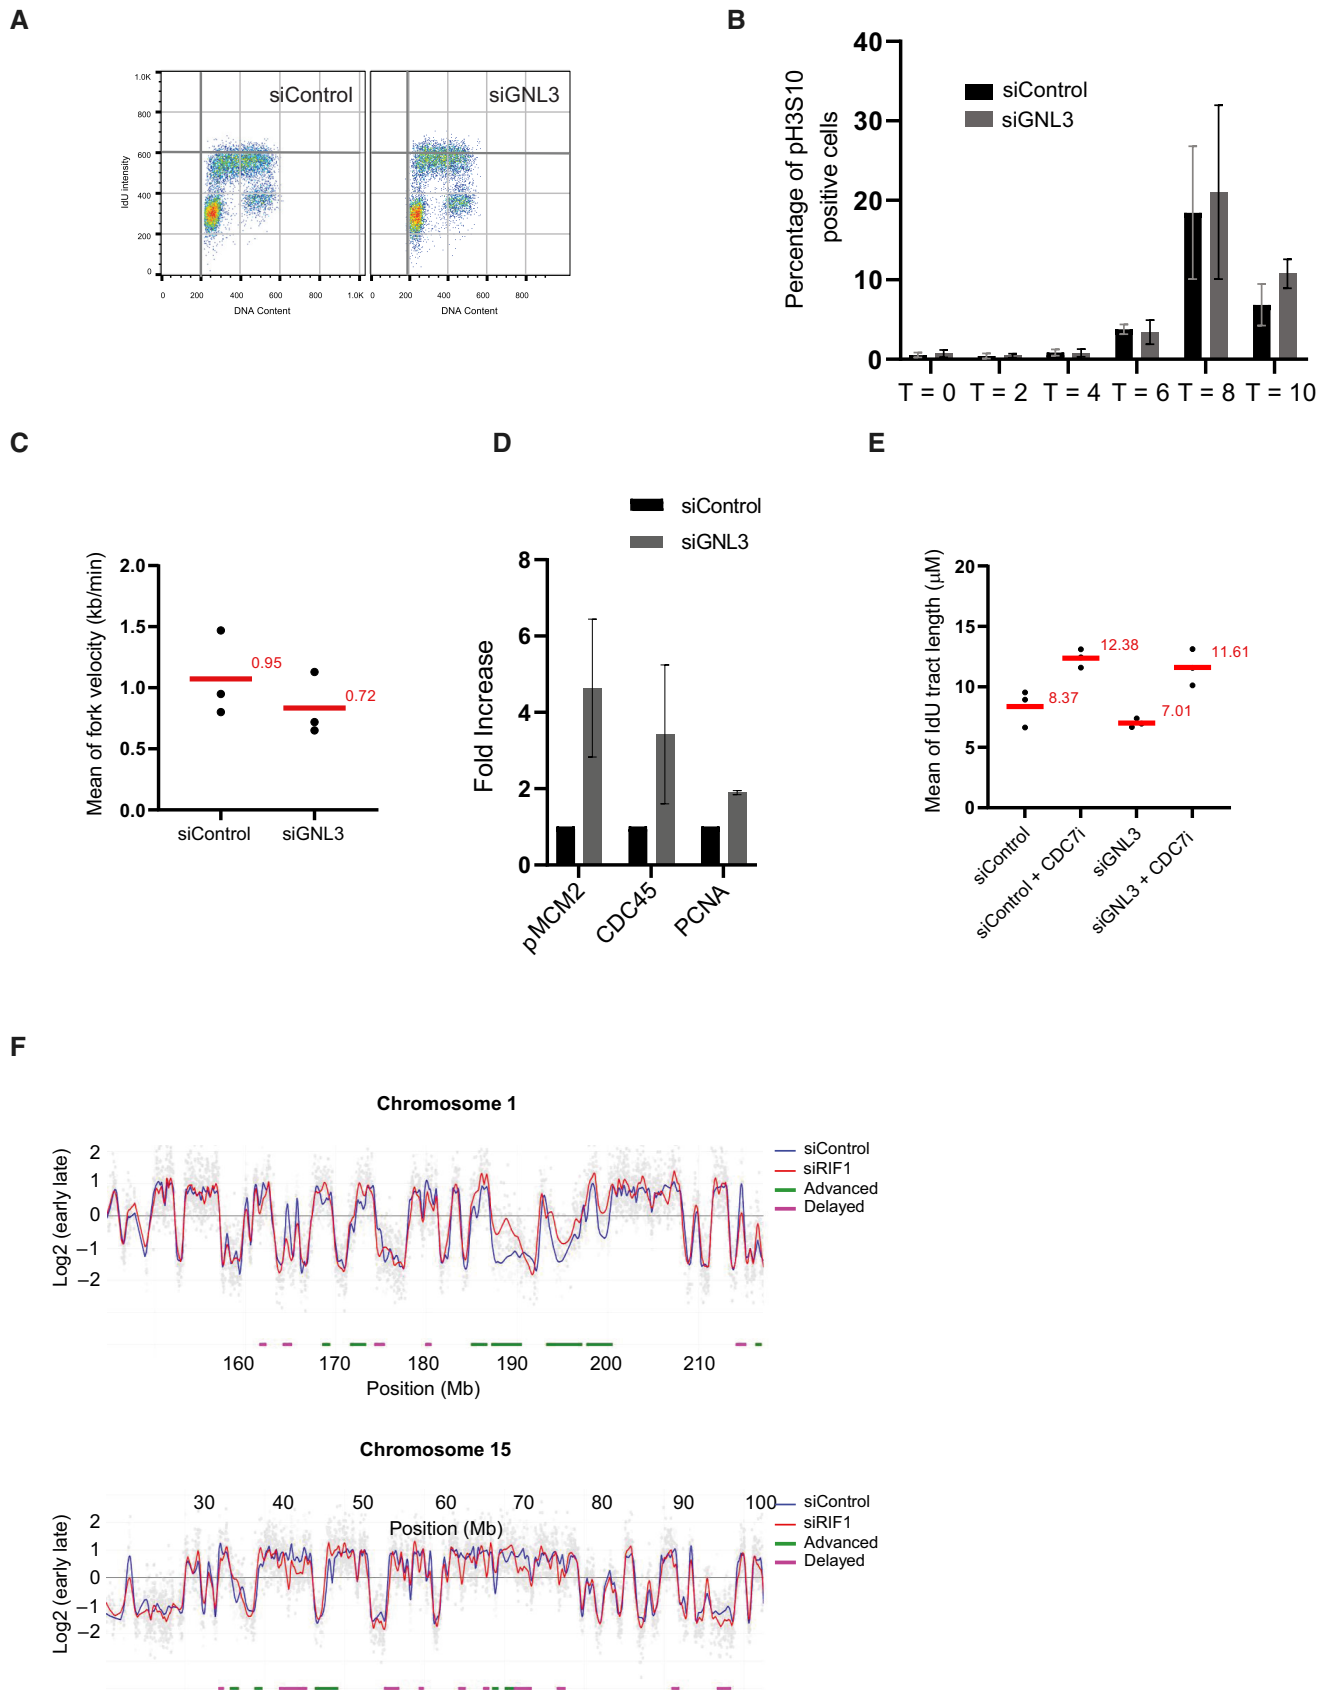 A
siControl
siGNL3
1.0K
800
600
400
200
0
IdU intensity
0 200 400 600 800 1.0K
0 200 400 600 800
DNA Content
DNA Content
B
Percentage of pH3S10
positive cells
40
30
20
10
0
siControl
siGNL3
T = 0 T = 2 T = 4 T = 6 T = 8 T = 10
C
Mean of fork velocity (kb/min)
2.0
1.5
1.0
0.5
0.0
0.95
0.72
siControl siGNL3
D
siControl
siGNL3
Fold Increase
8
6
4
2
0
pMCM2
CDC45
PCNA
E
Mean of IdU tract length (μM)
20
15
10
5
0
8.37
12.38
7.01
11.61
siControl
siControl + CDC7i
siGNL3
siGNL3 + CDC7i
F
Chromosome 1
Log2 (early late)
2
1
0
−1
−2
siControl
siRIF1
Advanced
Delayed
160 170 180 190 200 210
Position (Mb)
Chromosome 15
30 40 50 60 70 80 90 100
Position (Mb)
Log2 (early late)
2
1
0
−1
−2
siControl
siRIF1
Advanced
Delayed